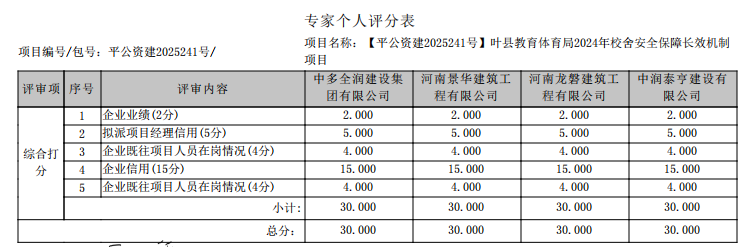 专家个人评分表
项目编号/包号：平公资建2025241号/
项目名称：【平公资建2025241号】叶县教育体育局2024年校舍安全保障长效机制
项目
评审项 序号 评审内容 中多全润建设集团有限公司 河南景华建筑工程有限公司 河南龙磐建筑工程有限公司 中润泰亨建设有限公司
综合打分
1 企业业绩(2分) 2.000 2.000 2.000 2.000
2 拟派项目经理信用(5分) 5.000 5.000 5.000 5.000
3 企业既往项目人员在岗情况(4分) 4.000 4.000 4.000 4.000
4 企业信用(15分) 15.000 15.000 15.000 15.000
5 企业既往项目人员在岗情况(4分) 4.000 4.000 4.000 4.000
小计: 30.000 30.000 30.000 30.000
总分: 30.000 30.000 30.000 30.000